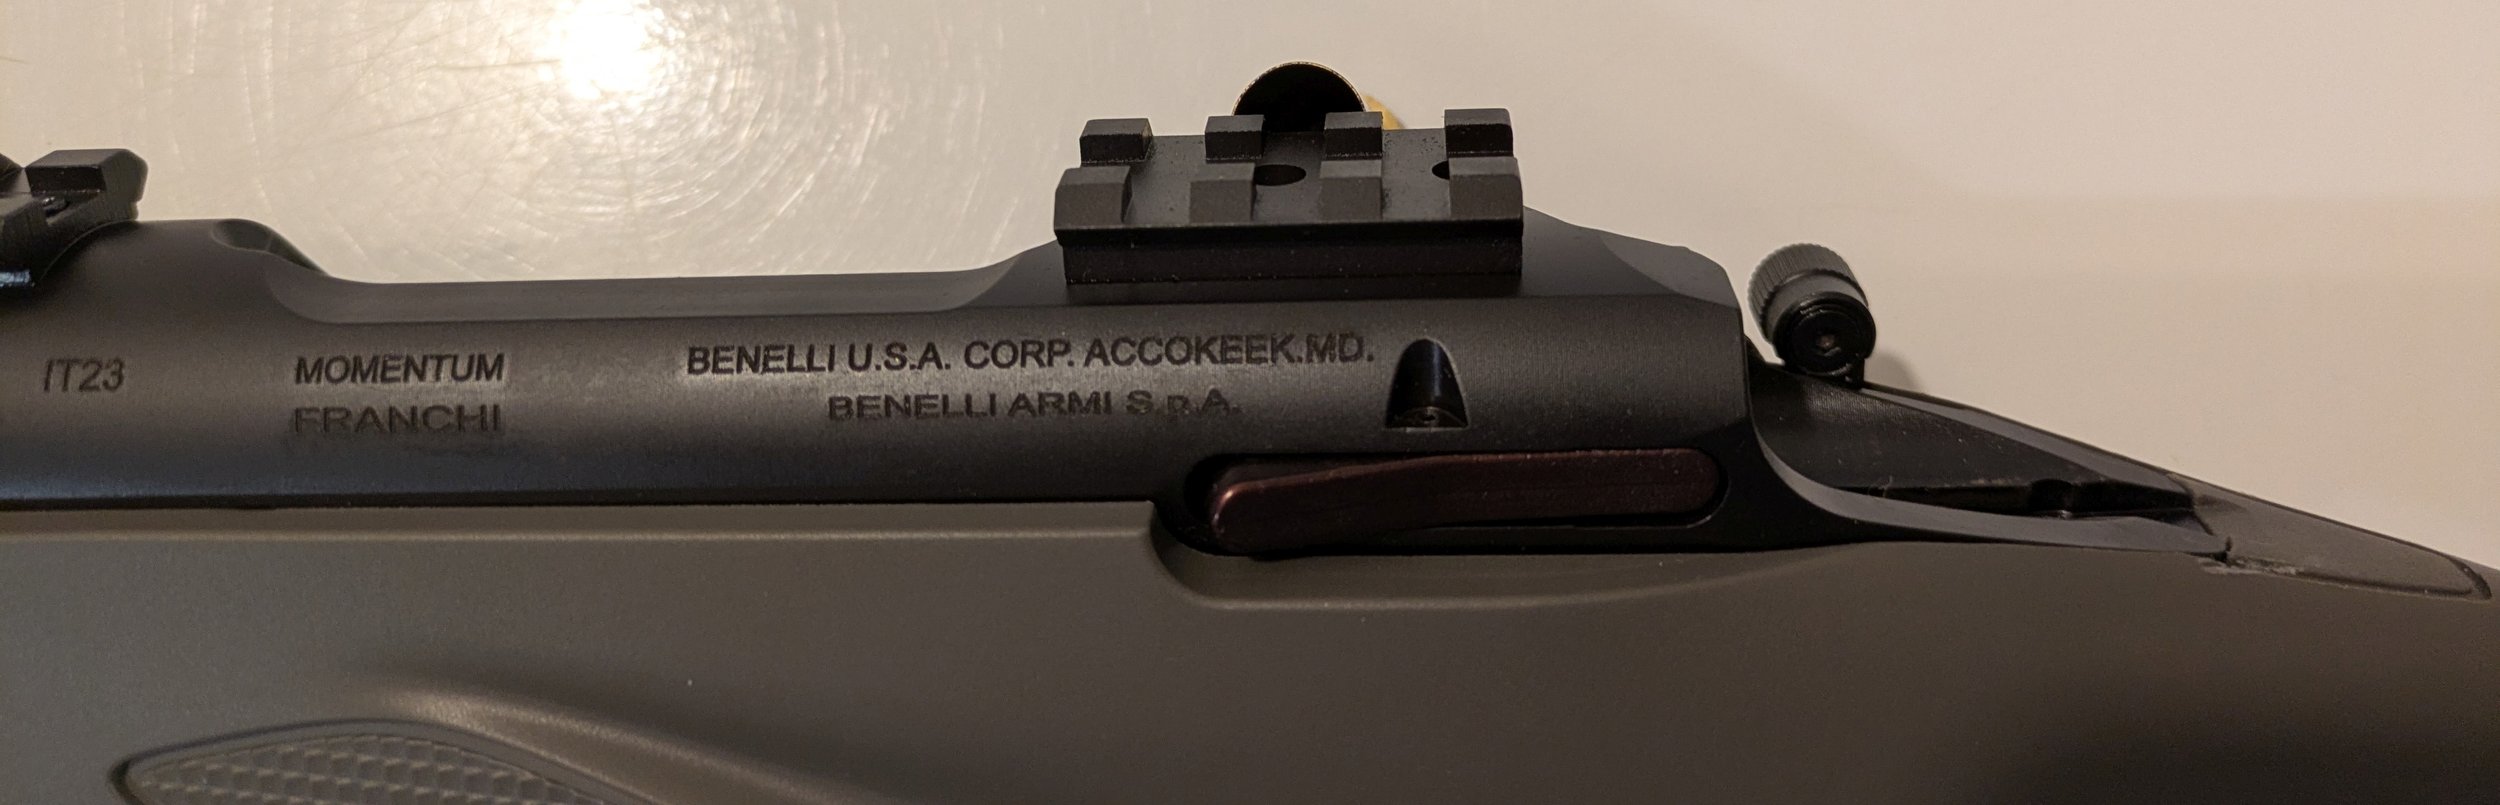 IT23
MOMENTUM
FRANCHI
BENELLI U.S.A. CORP. ACCOKEEK.MD.
BENELLI ARMI S.p.A.